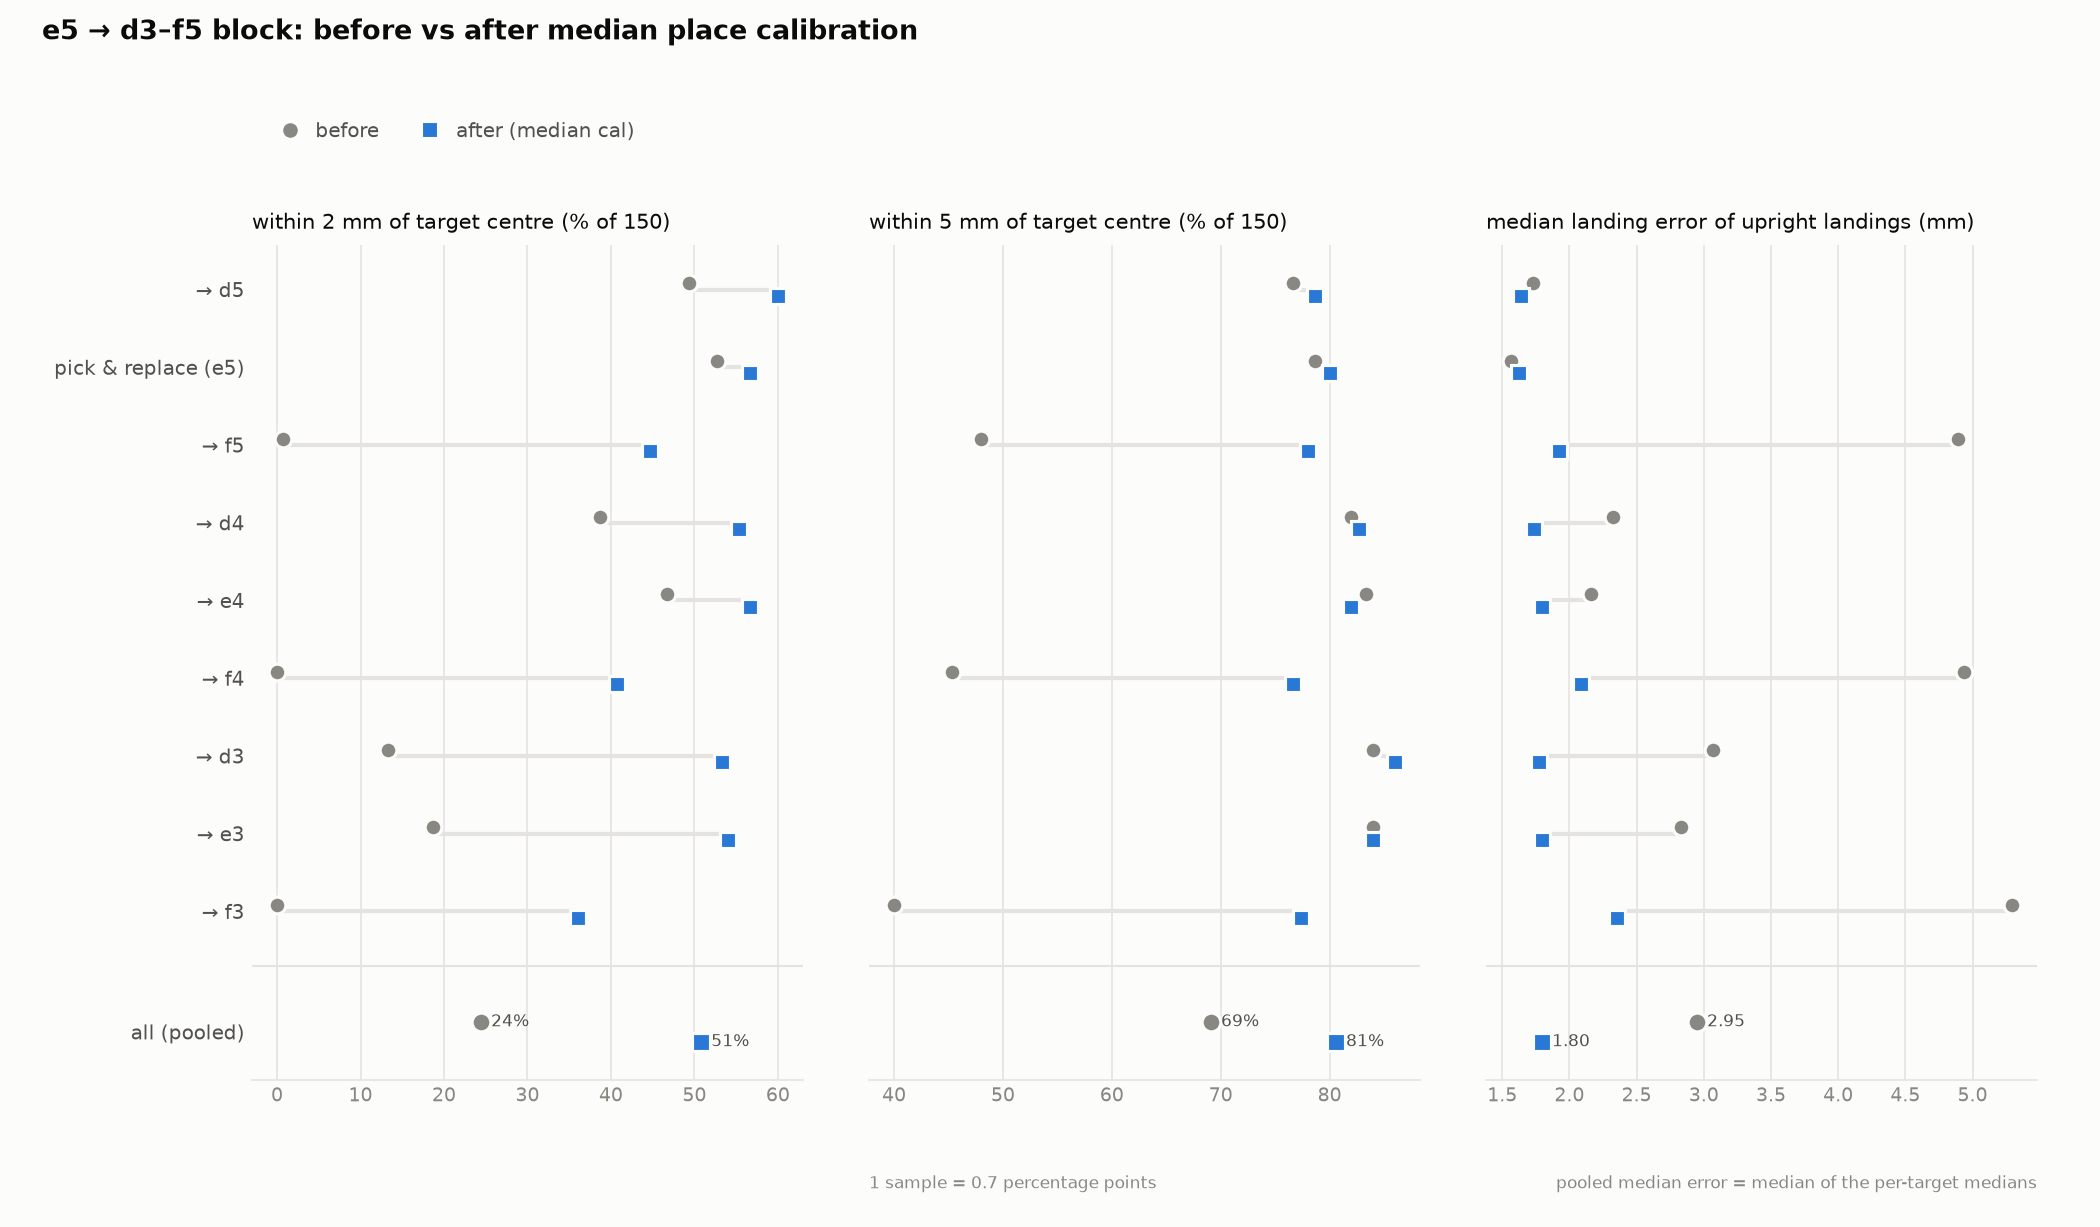 e5 → d3–f5 block: before vs after median place calibration
before
after (median cal)
within 2 mm of target centre (% of 150)
within 5 mm of target centre (% of 150)
median landing error of upright landings (mm)
→ d5
pick & replace (e5)
→ f5
→ d4
→ e4
→ f4
→ d3
→ e3
→ f3
all (pooled)
24%
51%
69%
81%
2.95
1.80
0 10 20 30 40 50 60
40 50 60 70 80
1.5 2.0 2.5 3.0 3.5 4.0 4.5 5.0
1 sample = 0.7 percentage points
pooled median error = median of the per-target medians